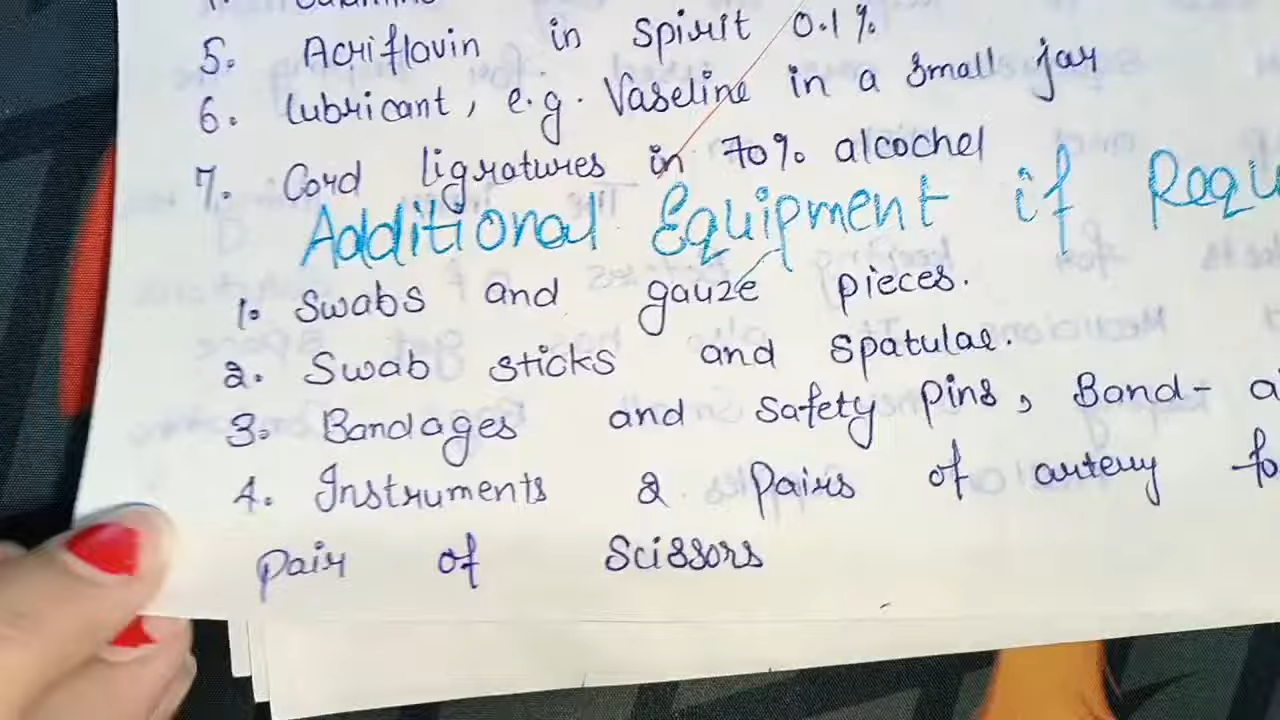 5. Acriflavin in spirit 0.1%
6. Lubricant, e.g. Vaseline in a small jar
7. Cord ligratures in 70% alcochel
Additional Equipment if
1. Swabs and gauze pieces.
2. Swab sticks and spatulae.
3. Bandages and safety pins, Band-
4. Instruments 2 Pairs of artery
pair of Scissors